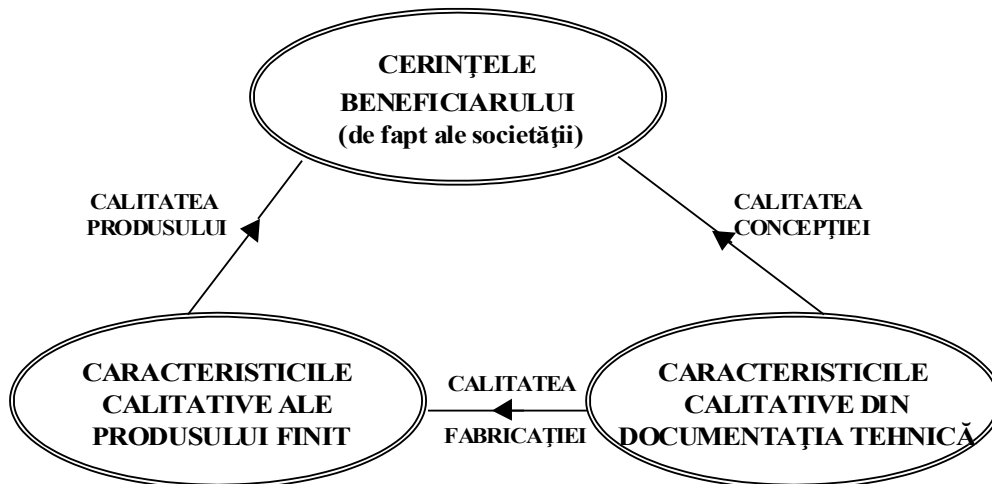 CERINŢELE
BENEFICIARULUI
(de fapt ale societăţii)
CALITATEA
PRODUSULUI
CALITATEA
CONCEPŢIEI
CARACTERISTICILE
CALITATIVE ALE
PRODUSULUI FINIT
CALITATEA
FABRICAŢIEI
CARACTERISTICILE
CALITATIVE DIN
DOCUMENTAŢIA TEHNICĂ